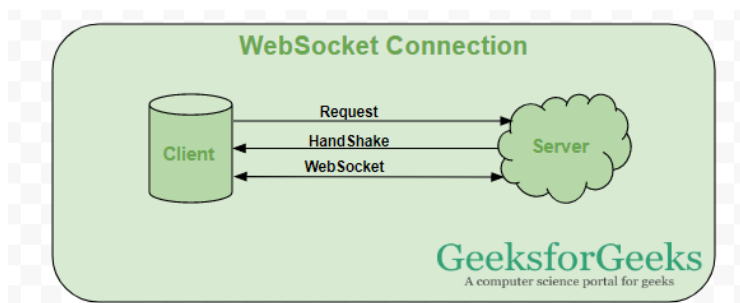 WebSocket Connection
Request
HandShake
WebSocket
Client
Server
GeeksforGeeks
A computer science portal for geeks